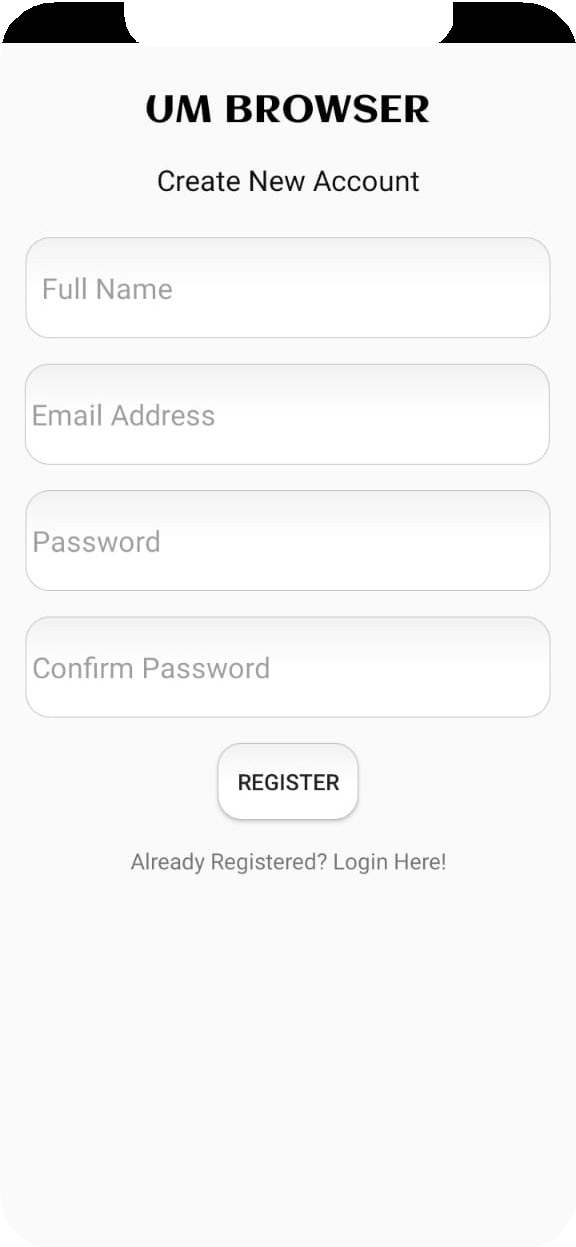 UM BROWSER
Create New Account
Full Name
Email Address
Password
Confirm Password
REGISTER
Already Registered? Login Here!